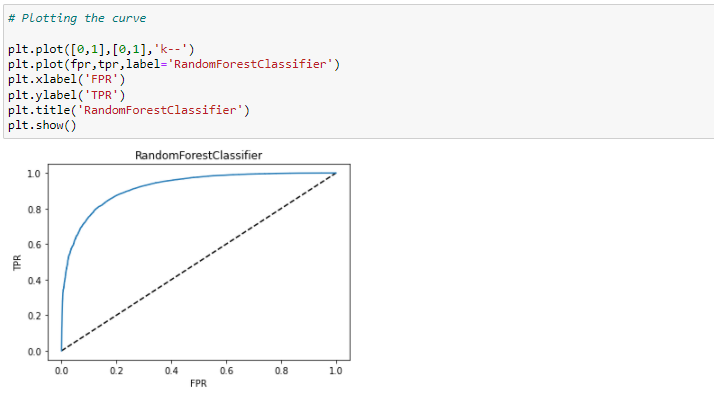 # Plotting the curve
plt.plot([0,1],[0,1],'k--')
plt.plot(fpr,tpr,label='RandomForestClassifier')
plt.xlabel('FPR')
plt.ylabel('TPR')
plt.title('RandomForestClassifier')
plt.show()
RandomForestClassifier
1.0
0.8
0.6
0.4
0.2
0.0
TPR
0.0 0.2 0.4 0.6 0.8 1.0
FPR